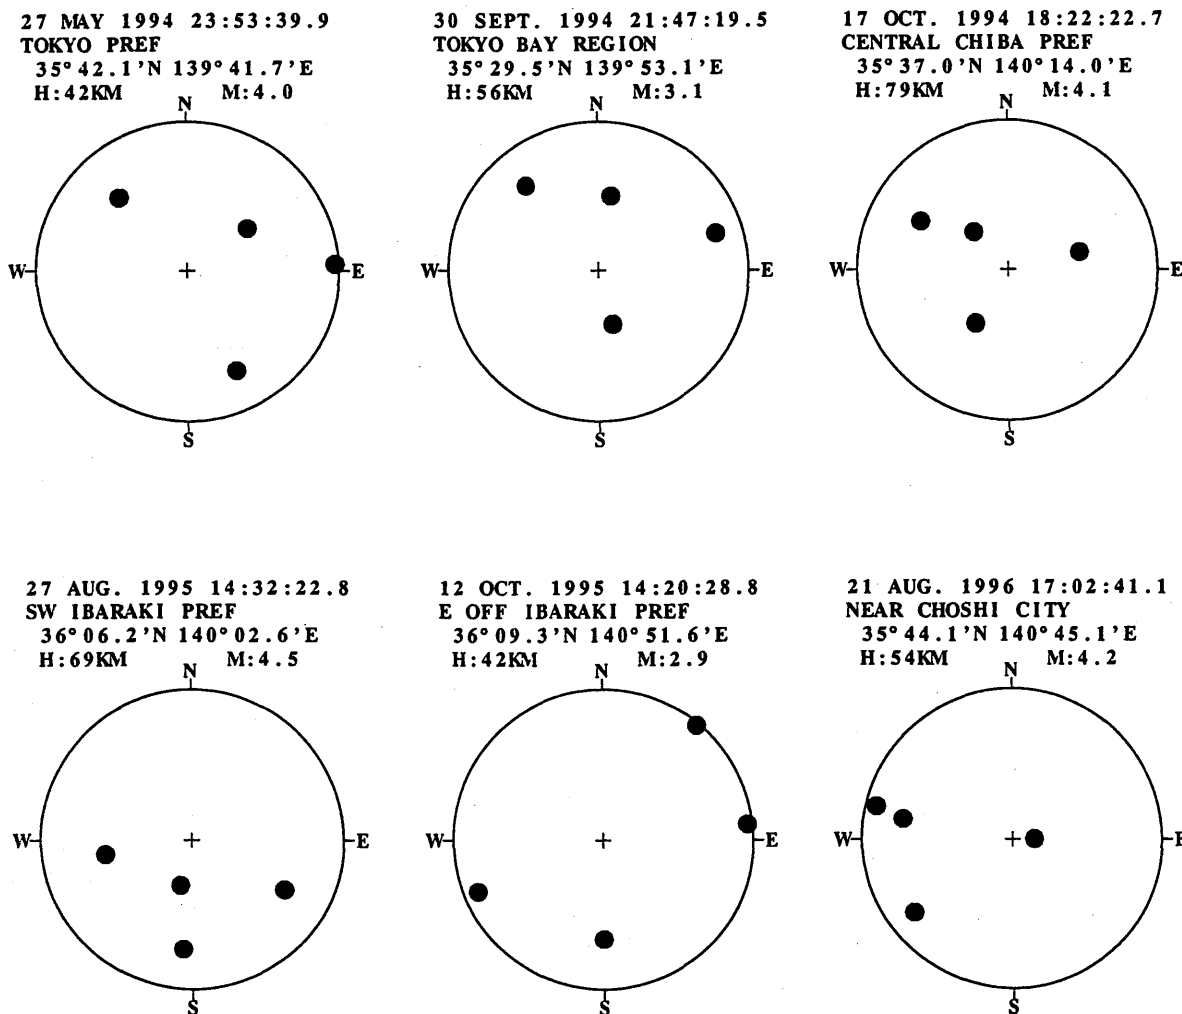 27 MAY 1994 23:53:39.9
TOKYO PREF
35°42.1'N 139°41.7'E
H:42KM M:4.0
N
W
E
S
30 SEPT. 1994 21:47:19.5
TOKYO BAY REGION
35°29.5'N 139°53.1'E
H:56KM M:3.1
N
W
E
S
17 OCT. 1994 18:22:22.7
CENTRAL CHIBA PREF
35°37.0'N 140°14.0'E
H:79KM M:4.1
N
W
E
S
27 AUG. 1995 14:32:22.8
SW IBARAKI PREF
36°06.2'N 140°02.6'E
H:69KM M:4.5
N
W
E
S
12 OCT. 1995 14:20:28.8
E OFF IBARAKI PREF
36°09.3'N 140°51.6'E
H:42KM M:2.9
N
W
E
S
21 AUG. 1996 17:02:41.1
NEAR CHOSHI CITY
35°44.1'N 140°45.1'E
H:54KM M:4.2
N
W
E
S